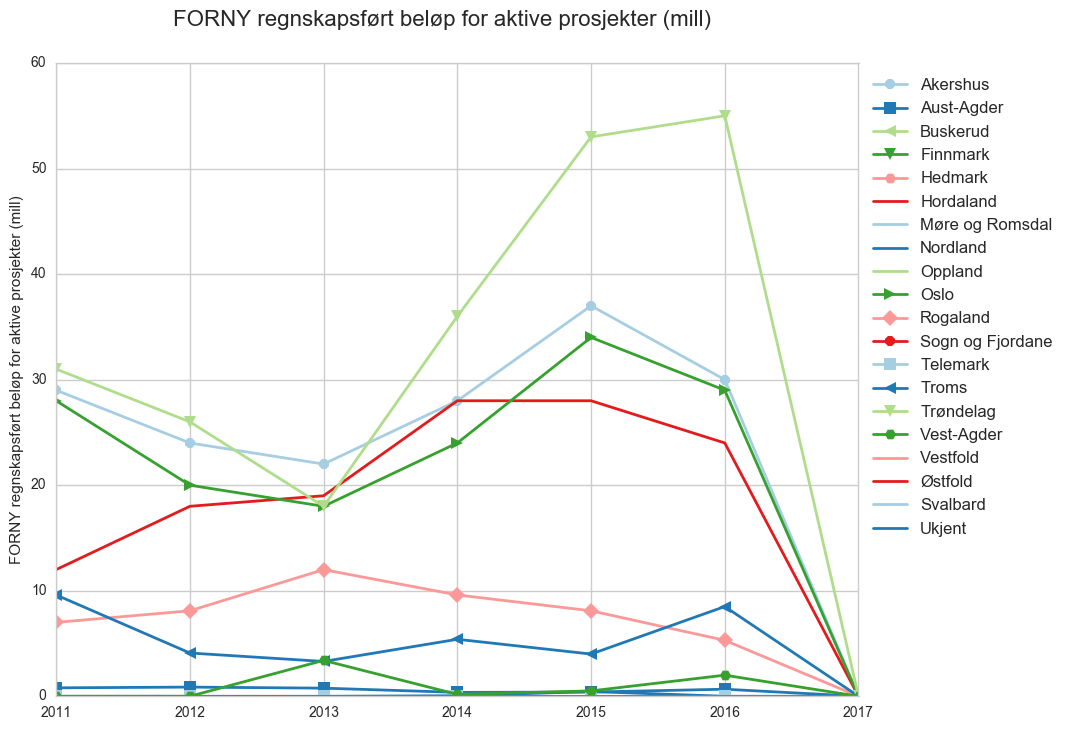 FORNY regnskapsført beløp for aktive prosjekter (mill)
FORNY regnskapsført beløp for aktive prosjekter (mill)
60
50
40
30
20
10
0
2011 2012 2013 2014 2015 2016 2017
Akershus
Aust-Agder
Buskerud
Finnmark
Hedmark
Hordaland
Møre og Romsdal
Nordland
Oppland
Oslo
Rogaland
Sogn og Fjordane
Telemark
Troms
Trøndelag
Vest-Agder
Vestfold
Østfold
Svalbard
Ukjent